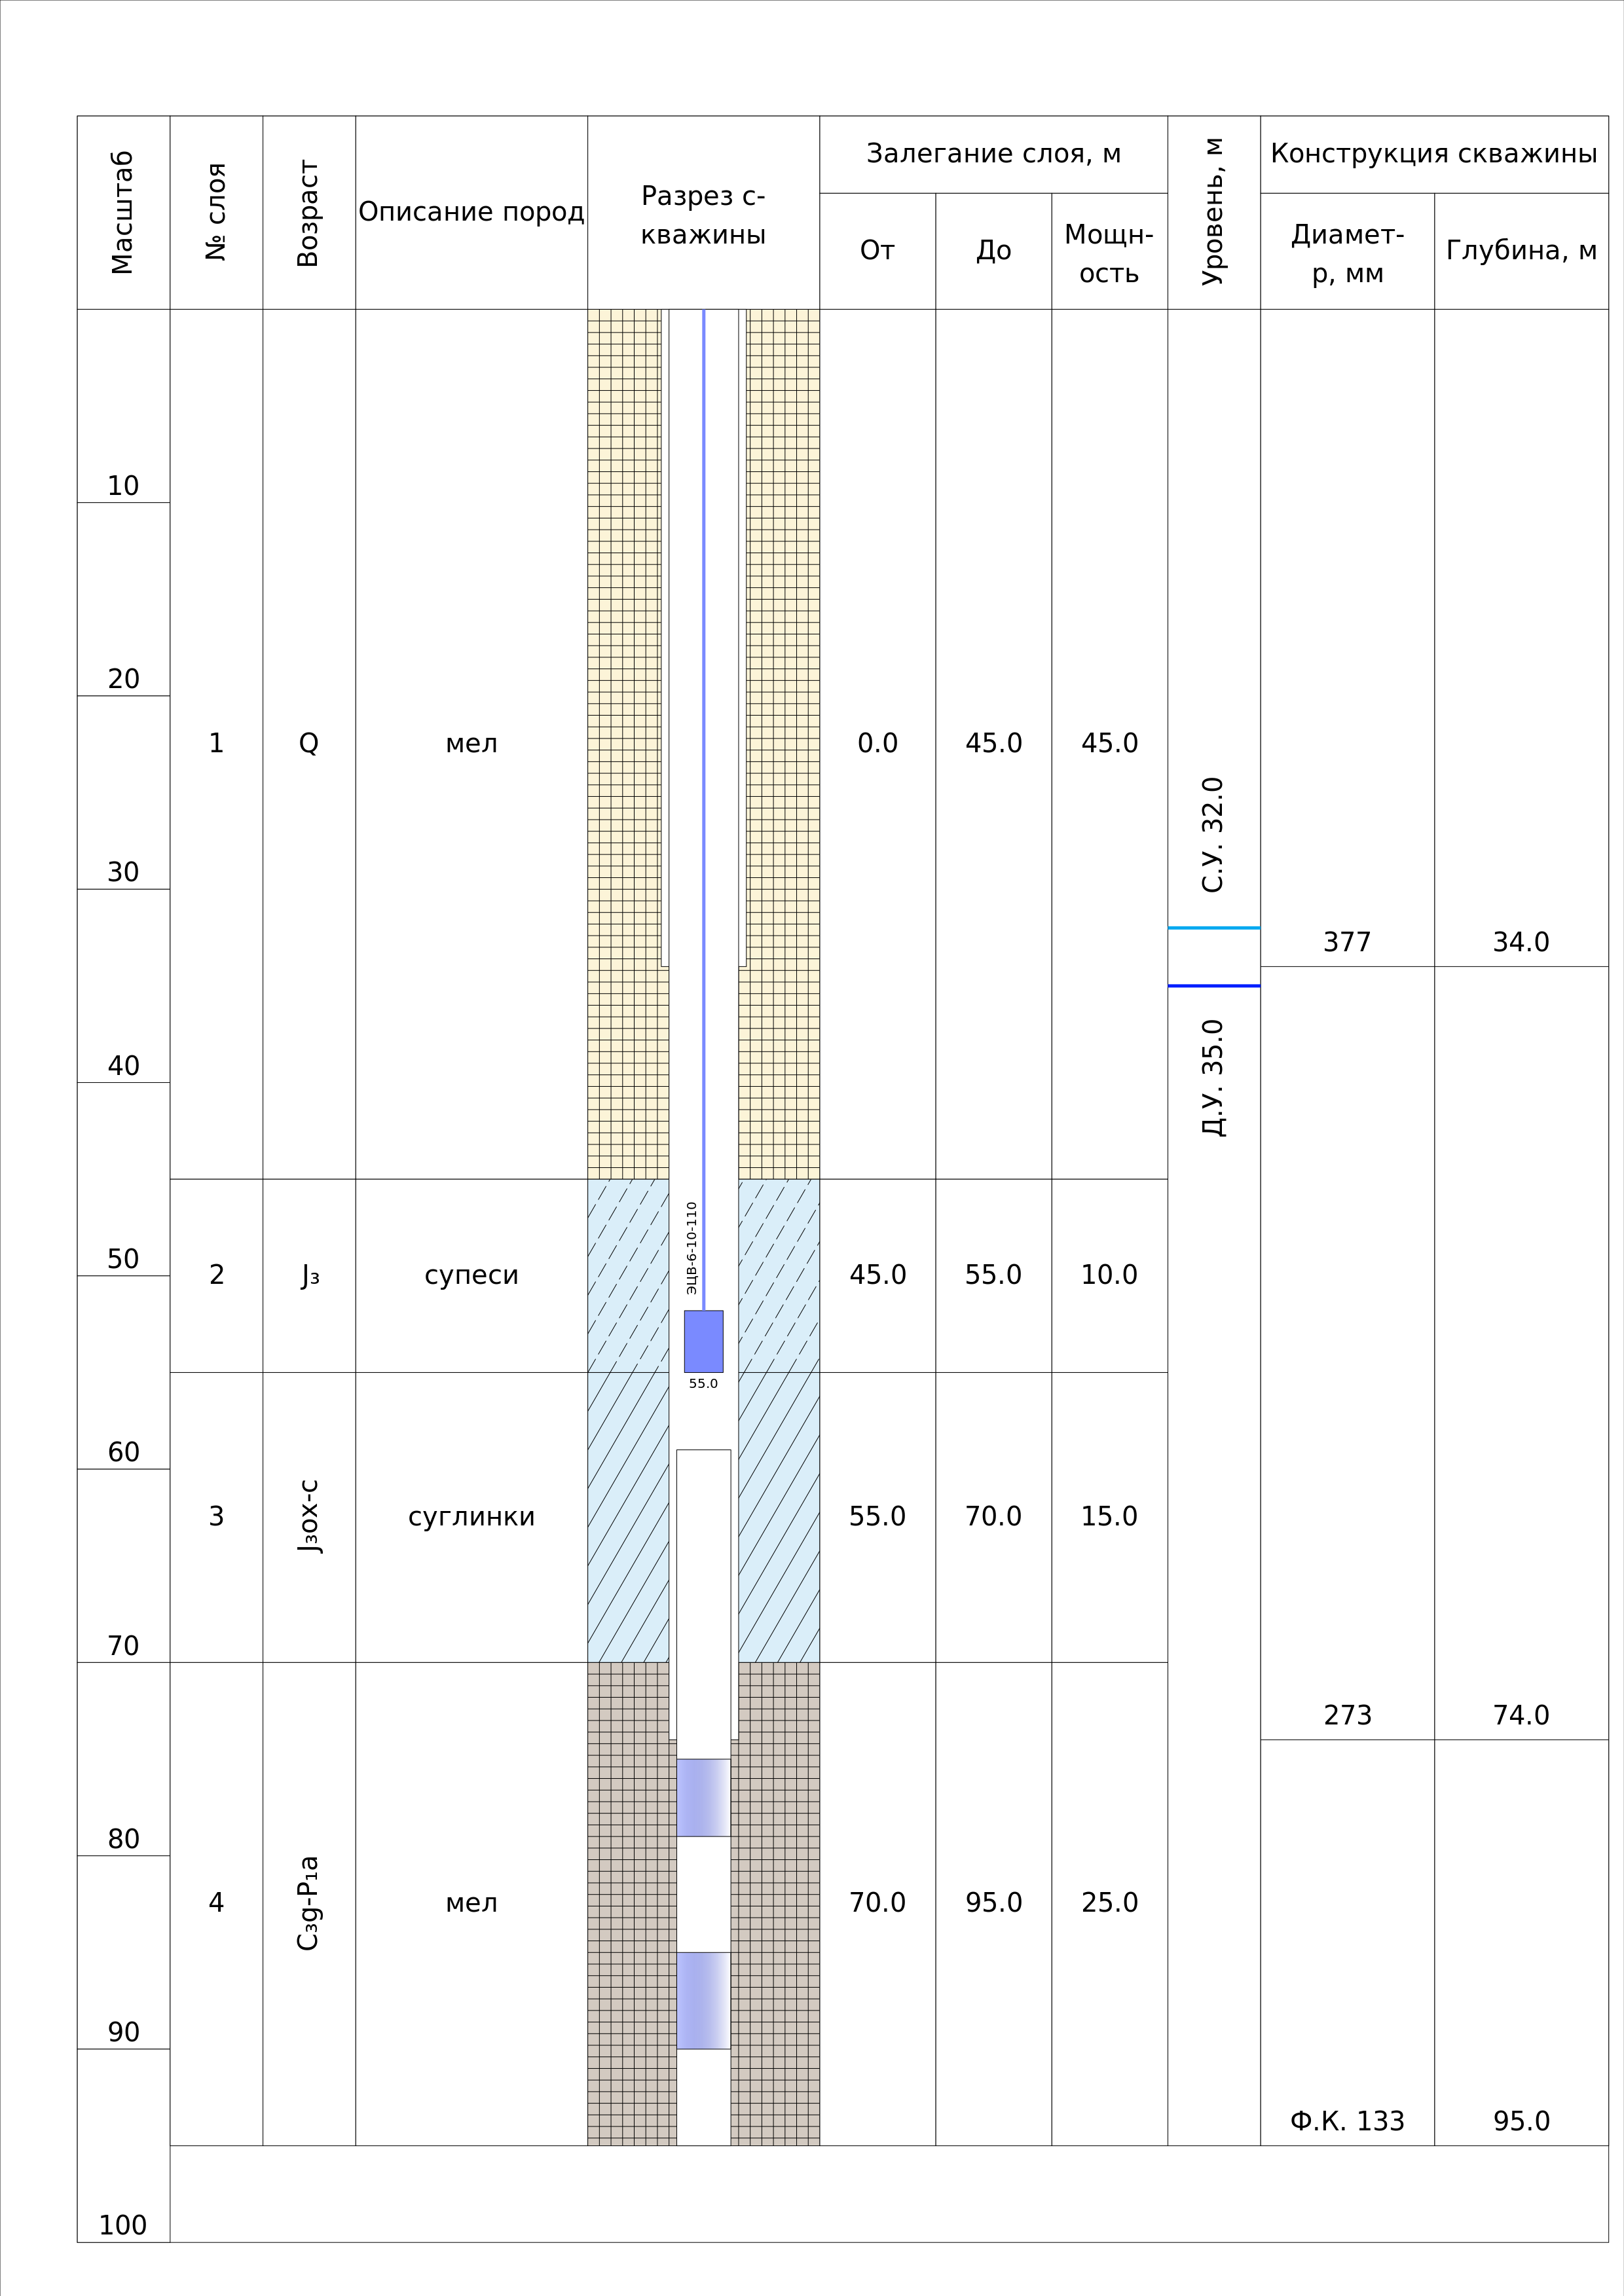 Масштаб
№ слоя
Возраст
Описание пород
Разрез с-
кважины
Залегание слоя, м
От
До
Мощн-
ость
Уровень, м
Конструкция скважины
Диамет-
р, мм
Глубина, м
10
20
30
40
50
60
70
80
90
100
1
Q
мел
0.0
45.0
45.0
С.У. 32.0
Д.У. 35.0
377
34.0
2
J₃
супеси
ЭЦВ-6-10-110
55.0
45.0
55.0
10.0
3
J₃ox-c
суглинки
55.0
70.0
15.0
273
74.0
4
C₃g-P₁a
мел
70.0
95.0
25.0
Ф.К. 133
95.0